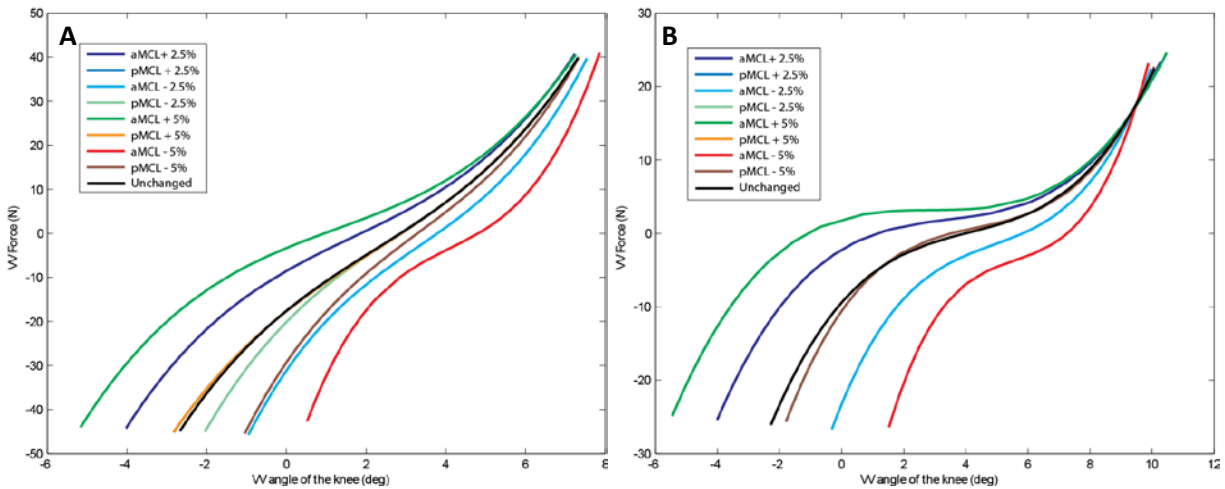 A
aMCL+ 2.5%
pMCL + 2.5%
aMCL - 2.5%
pMCL - 2.5%
aMCL + 5%
pMCL + 5%
aMCL - 5%
pMCL - 5%
Unchanged
50
40
30
20
10
0
-10
-20
-30
-40
-50
VV Force (N)
-6 -4 -2 0 2 4 6 8
VV angle of the knee (deg)
B
aMCL+ 2.5%
pMCL + 2.5%
aMCL - 2.5%
pMCL - 2.5%
aMCL + 5%
pMCL + 5%
aMCL - 5%
pMCL - 5%
Unchanged
30
20
10
0
-10
-20
-30
VV Force (N)
-6 -4 -2 0 2 4 6 8 10 12
VV angle of the knee (deg)